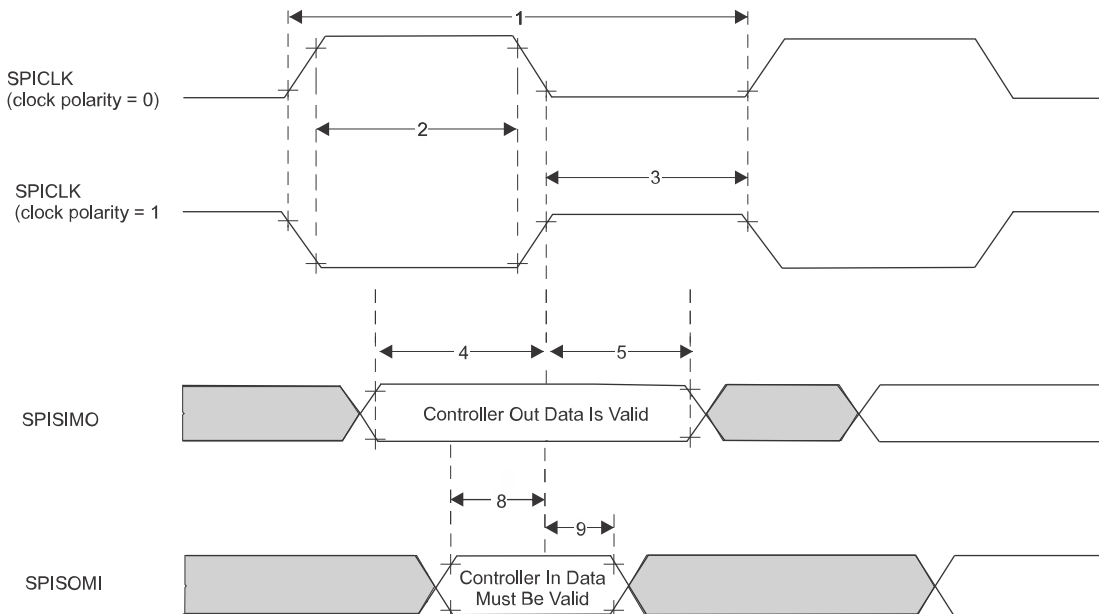 1
SPICLK
(clock polarity = 0)
2
3
SPICLK
(clock polarity = 1
4
5
SPISIMO
Controller Out Data Is Valid
8
9
SPISOMI
Controller In Data
Must Be Valid